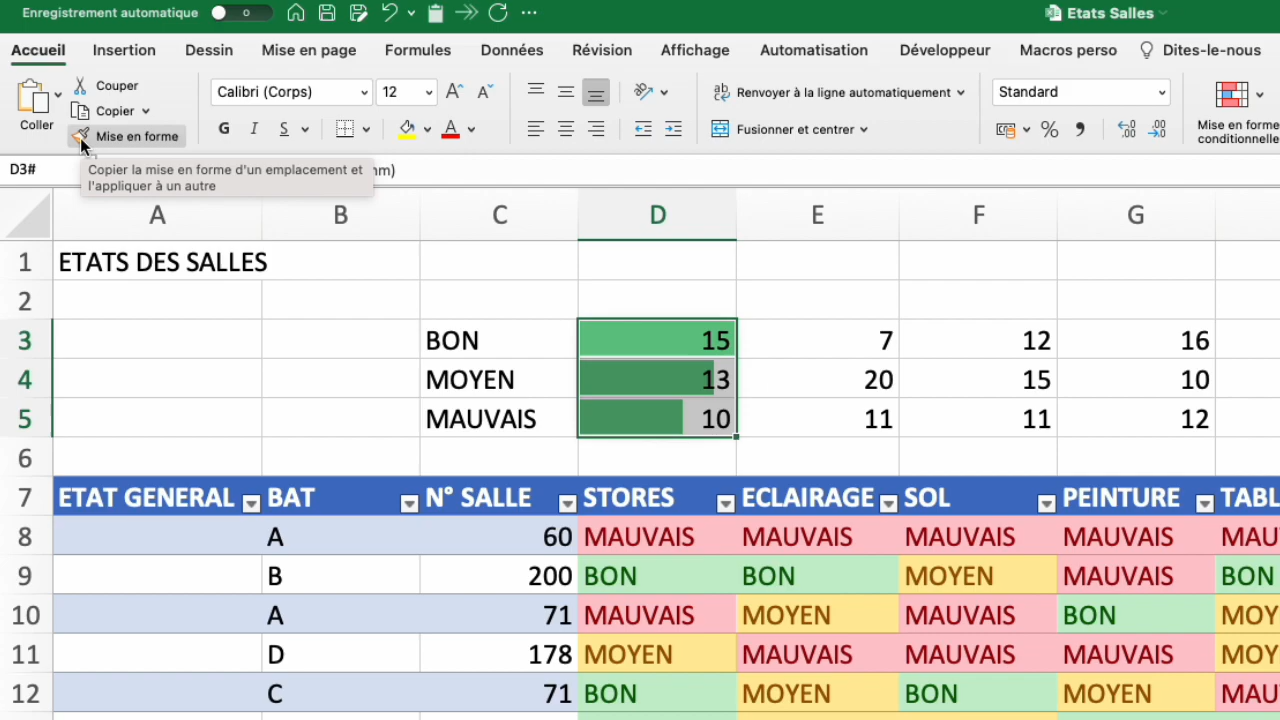 Enregistrement automatique 0 Etats Salles
Accueil Insertion Dessin Mise en page Formules Données Révision Affichage Automatisation Développeur Macros perso Dites-le-nous
Coller
Couper
Copier
Mise en forme
Calibri (Corps) 12
G I S A
Renvoyer à la ligne automatiquement
Fusionner et centrer
Standard
Mise en forme
conditionnelle
D3#
Copier la mise en forme d'un emplacement et
l'appliquer à un autre
A B C D E F G
1 ETATS DES SALLES
2
3 BON 15 7 12 16
4 MOYEN 13 20 15 10
5 MAUVAIS 10 11 11 12
6
7 ETAT GENERAL BAT N° SALLE STORES ECLAIRAGE SOL PEINTURE TABL
8 A 60 MAUVAIS MAUVAIS MAUVAIS MAUVAIS MAU
9 B 200 BON BON MOYEN MAUVAIS BON
10 A 71 MAUVAIS MOYEN MAUVAIS BON MOY
11 D 178 MOYEN MAUVAIS MAUVAIS MAUVAIS MOY
12 C 71 BON MOYEN BON MOYEN MAU